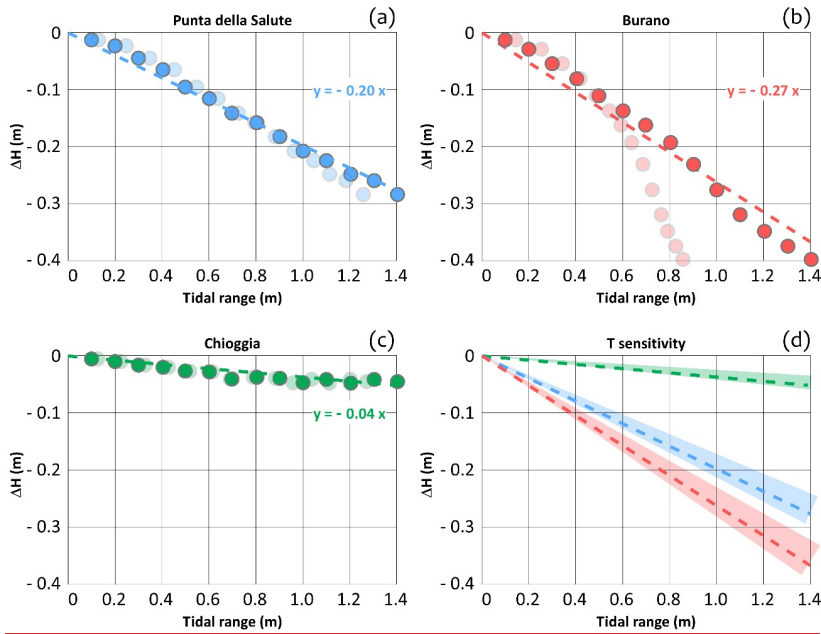 Punta della Salute
(a)
0
- 0.1
- 0.2
- 0.3
- 0.4
ΔH (m)
y = - 0.20 x
0 0.2 0.4 0.6 0.8 1.0 1.2 1.4
Tidal range (m)
Burano
(b)
0
- 0.1
- 0.2
- 0.3
- 0.4
ΔH (m)
y = - 0.27 x
0 0.2 0.4 0.6 0.8 1.0 1.2 1.4
Tidal range (m)
Chioggia
(c)
0
- 0.1
- 0.2
- 0.3
- 0.4
ΔH (m)
y = - 0.04 x
0 0.2 0.4 0.6 0.8 1.0 1.2 1.4
Tidal range (m)
T sensitivity
(d)
0
- 0.1
- 0.2
- 0.3
- 0.4
ΔH (m)
0 0.2 0.4 0.6 0.8 1.0 1.2 1.4
Tidal range (m)